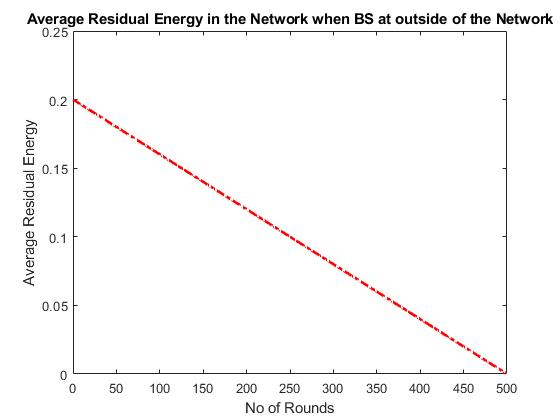 Average Residual Energy in the Network when BS at outside of the Network
0.25
0.2
0.15
0.1
0.05
0
Average Residual Energy
0 50 100 150 200 250 300 350 400 450 500
No of Rounds